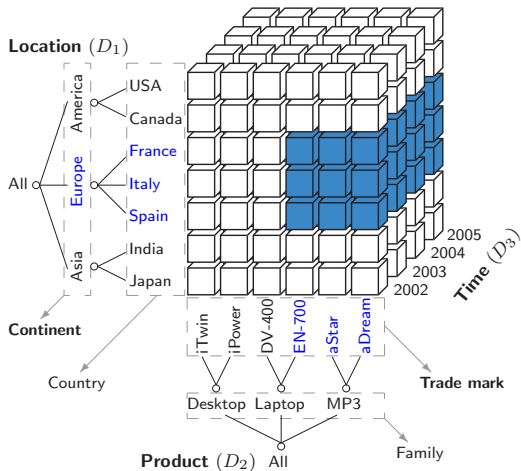 Location (D₁)
America
USA
Canada
Europe
France
All
Italy
Spain
Asia
India
Japan
2005
2004
2003
2002
Time (D₃)
iTwin
iPower
DV-400
EN-700
aStar
aDream
Continent
Country
Trade mark
Desktop
Laptop
MP3
Family
Product (D₂)
All